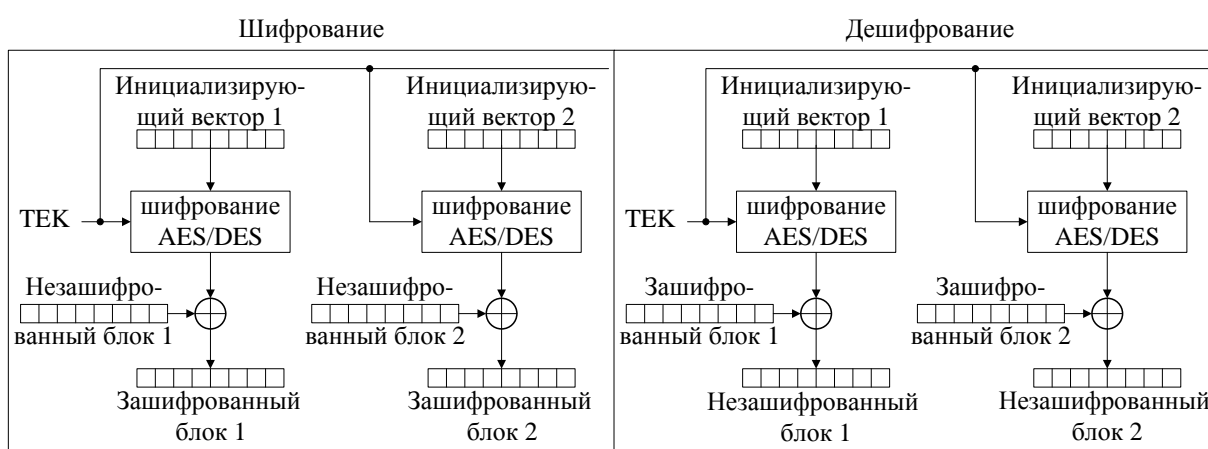 Шифрование
Дешифрование
Инициализирую-
щий вектор 1
Инициализирую-
щий вектор 2
Инициализирую-
щий вектор 1
Инициализирую-
щий вектор 2
TEK
шифрование
AES/DES
шифрование
AES/DES
TEK
шифрование
AES/DES
шифрование
AES/DES
Незашифро-
ванный блок 1
Незашифро-
ванный блок 2
Зашифро-
ванный блок 1
Зашифро-
ванный блок 2
Зашифрованный
блок 1
Зашифрованный
блок 2
Незашифрованный
блок 1
Незашифрованный
блок 2